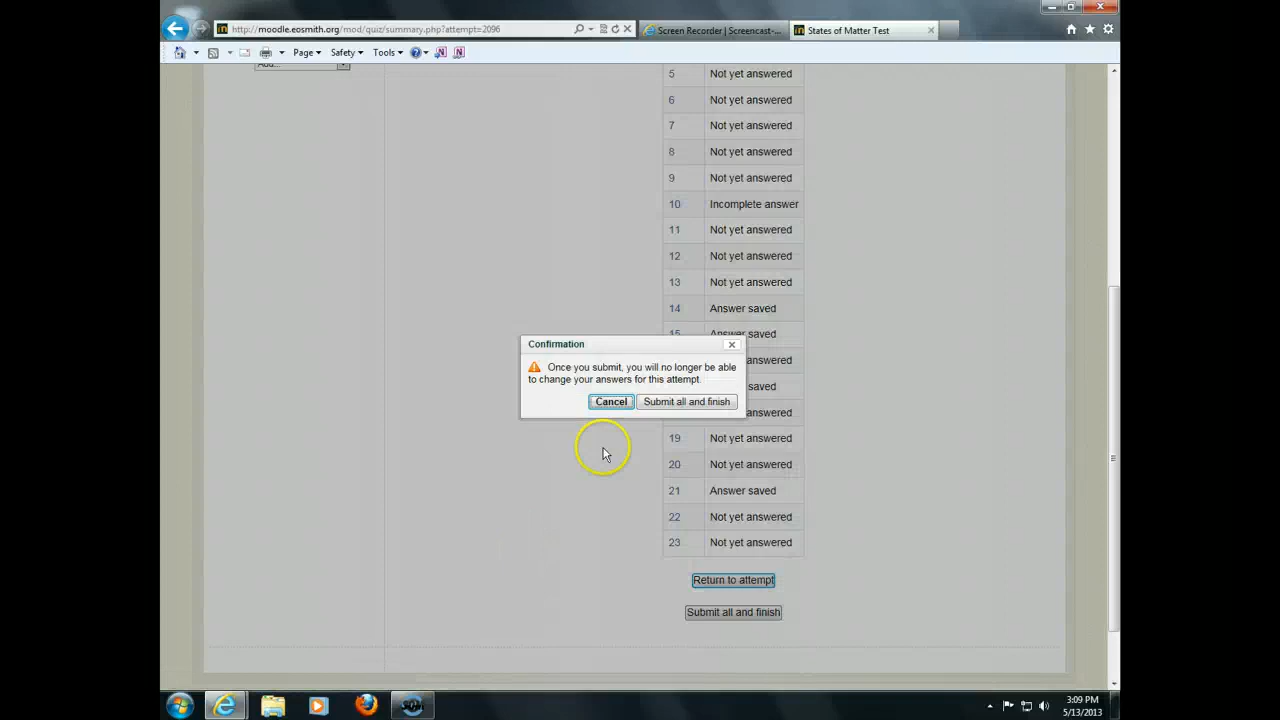 http://moodle.eosmith.org/mod/quiz/summary.php?attempt=2096
Screen Recorder | Screencast-...
States of Matter Test
Page Safety Tools
Add...
5 Not yet answered
6 Not yet answered
7 Not yet answered
8 Not yet answered
9 Not yet answered
10 Incomplete answer
11 Not yet answered
12 Not yet answered
13 Not yet answered
14 Answer saved
15 Answer saved
Confirmation
Once you submit, you will no longer be able
to change your answers for this attempt.
Cancel Submit all and finish
answered
saved
answered
19 Not yet answered
20 Not yet answered
21 Answer saved
22 Not yet answered
23 Not yet answered
Return to attempt
Submit all and finish
3:09 PM
5/13/2013